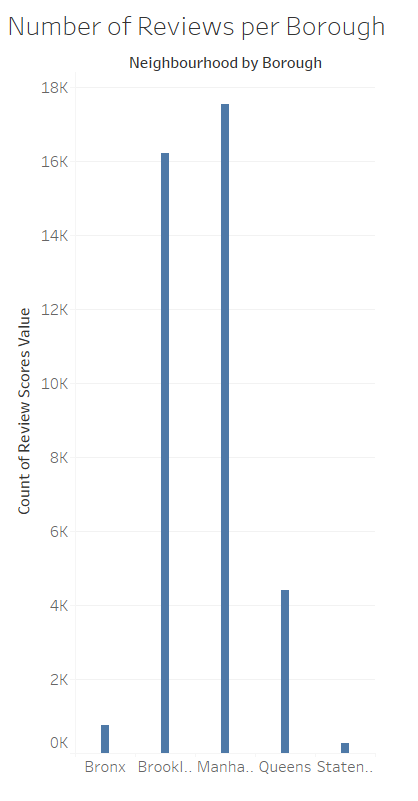 Number of Reviews per Borough
Neighbourhood by Borough
Count of Review Scores Value
18K
16K
14K
12K
10K
8K
6K
4K
2K
0K
Bronx Brookl.. Manha.. Queens Staten..